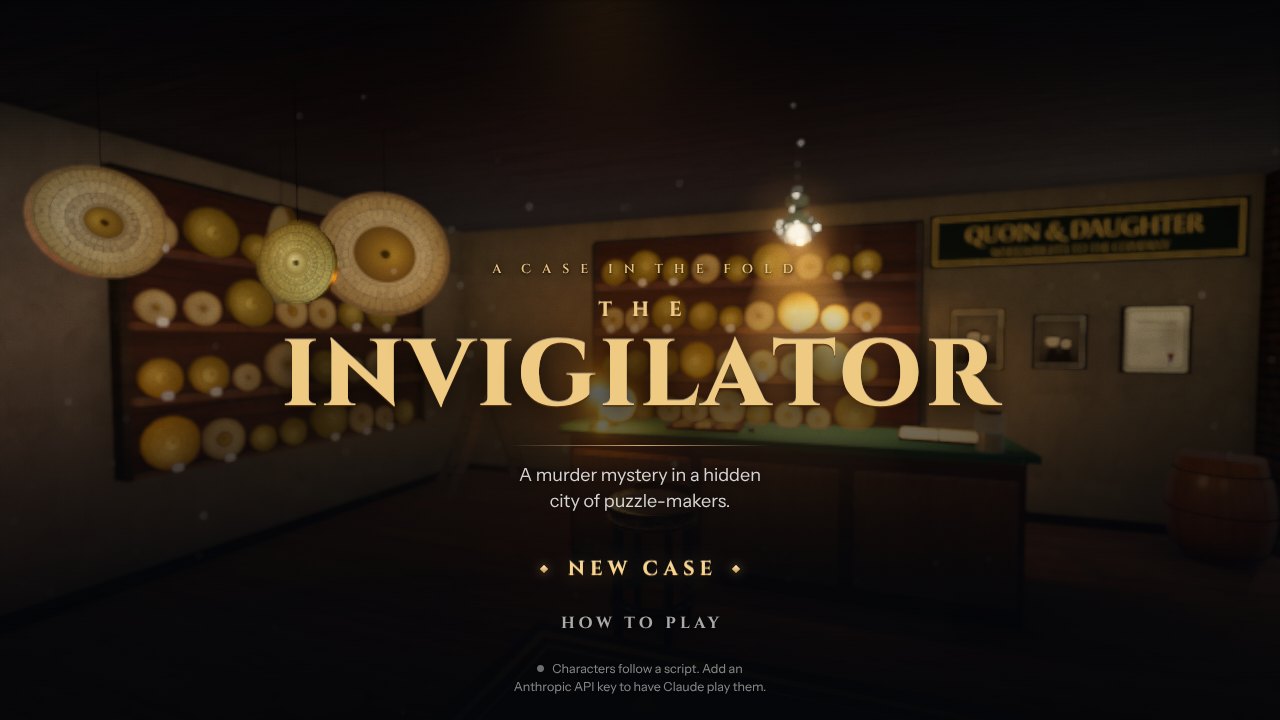 QUOIN & DAUGHTER
A CASE IN THE FOLD
THE
INVIGILATOR
A murder mystery in a hidden
city of puzzle-makers.
NEW CASE
HOW TO PLAY
Characters follow a script. Add an
Anthropic API key to have Claude play them.